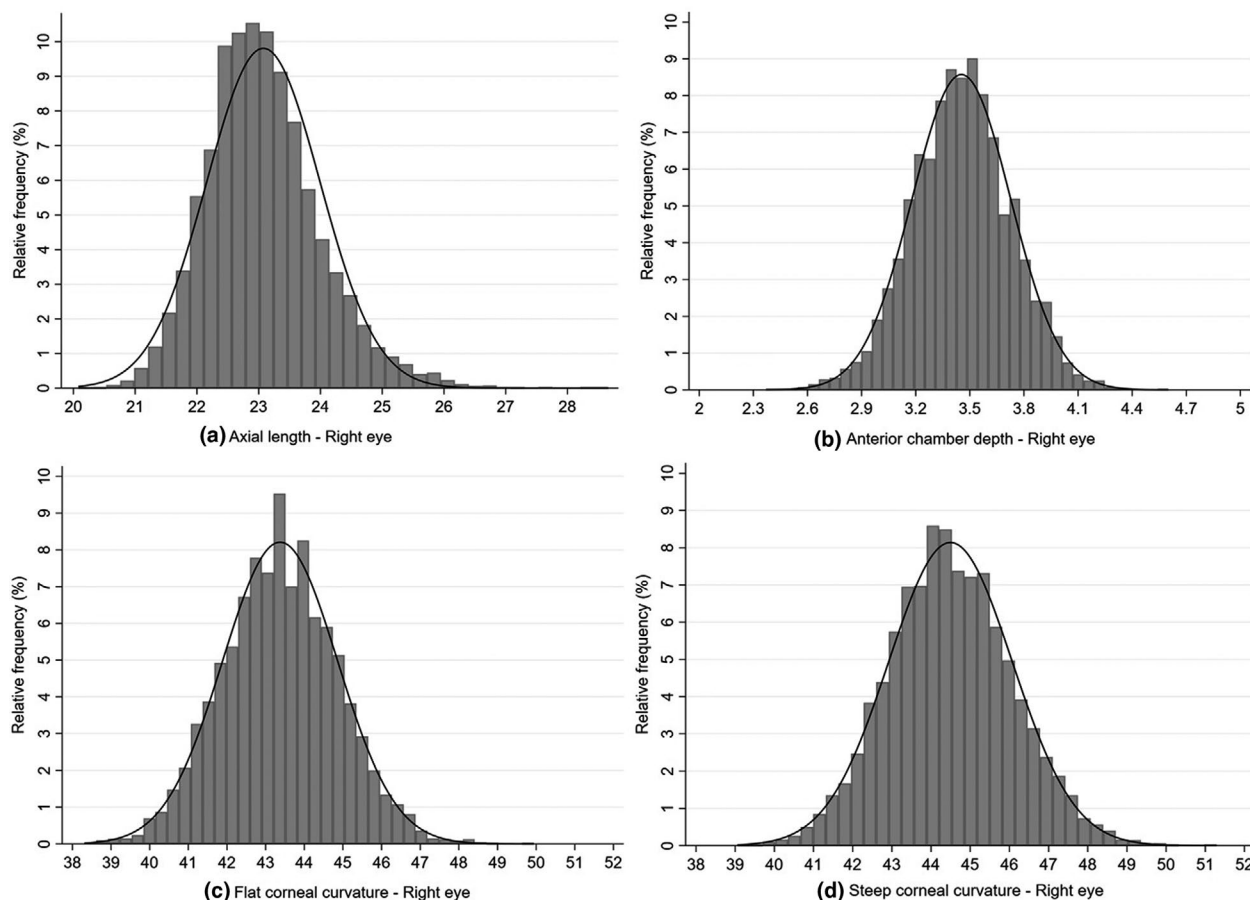 Relative frequency (%)
0 1 2 3 4 5 6 7 8 9 10
20 21 22 23 24 25 26 27 28
(a) Axial length - Right eye
Relative frequency (%)
0 1 2 3 4 5 6 7 8 9 10
2 2.3 2.6 2.9 3.2 3.5 3.8 4.1 4.4 4.7 5
(b) Anterior chamber depth - Right eye
Relative frequency (%)
0 1 2 3 4 5 6 7 8 9 10
38 39 40 41 42 43 44 45 46 47 48 49 50 51 52
(c) Flat corneal curvature - Right eye
Relative frequency (%)
0 1 2 3 4 5 6 7 8 9 10
38 39 40 41 42 43 44 45 46 47 48 49 50 51 52
(d) Steep corneal curvature - Right eye